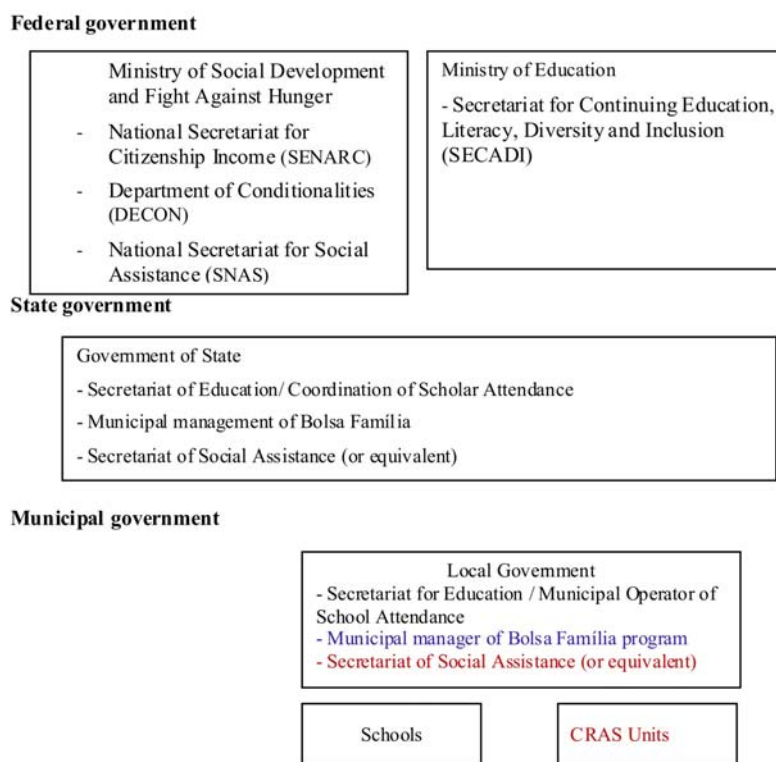 Federal government
Ministry of Social Development
and Fight Against Hunger
- National Secretariat for
Citizenship Income (SENARC)
- Department of Conditionalities
(DECON)
- National Secretariat for Social
Assistance (SNAS)
Ministry of Education
- Secretariat for Continuing Education,
Literacy, Diversity and Inclusion
(SECADI)
State government
Government of State
- Secretariat of Education/ Coordination of Scholar Attendance
- Municipal management of Bolsa Família
- Secretariat of Social Assistance (or equivalent)
Municipal government
Local Government
- Secretariat for Education / Municipal Operator of
School Attendance
- Municipal manager of Bolsa Família program
- Secretariat of Social Assistance (or equivalent)
Schools
CRAS Units